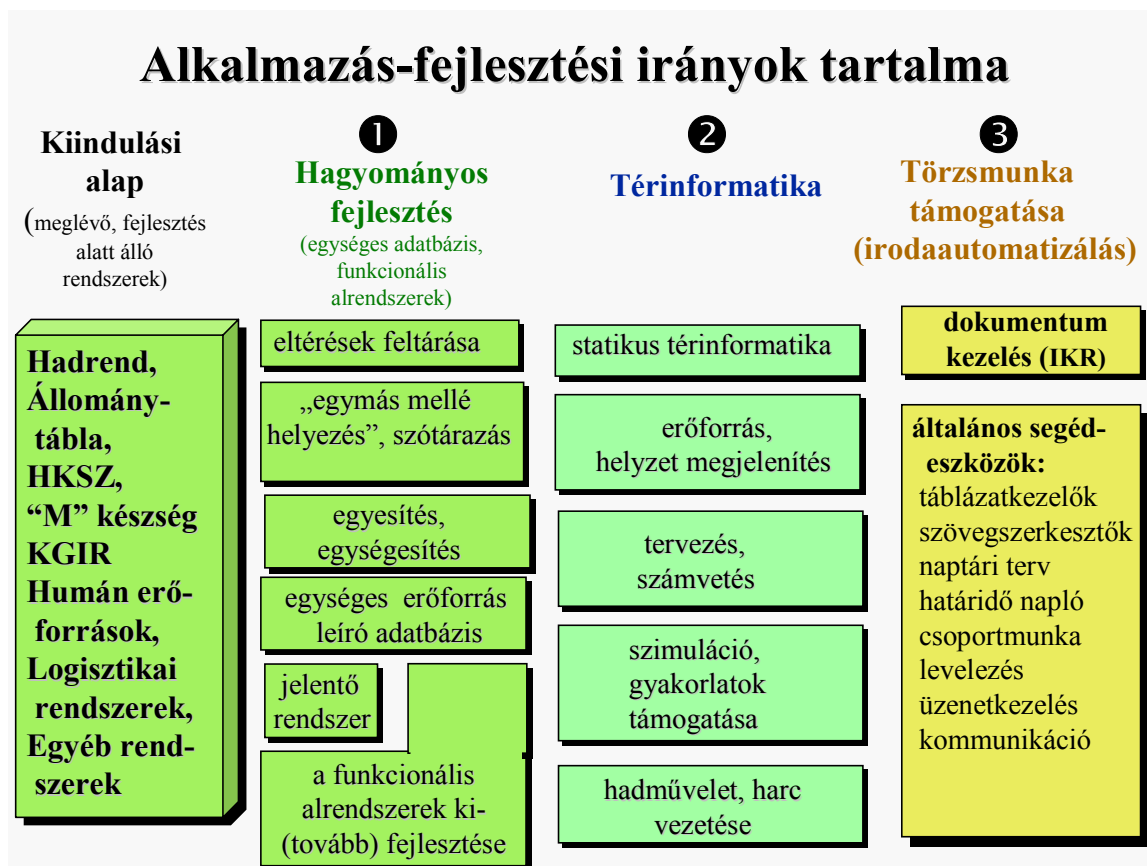 Alkalmazás-fejlesztési irányok tartalma
Kiindulási
alap
(meglévő, fejlesztés
alatt álló
rendszerek)
Hadrend,
Állomány-
tábla,
HKSZ,
“M” készség
KGIR
Humán erő-
források,
Logisztikai
rendszerek,
Egyéb rend-
szerek
❶
Hagyományos
fejlesztés
(egységes adatbázis,
funkcionális
alrendszerek)
eltérések feltárása
„egymás mellé
helyezés”, szótárazás
egyesítés,
egységesítés
egységes erőforrás
leíró adatbázis
jelentő
rendszer
a funkcionális
alrendszerek ki-
(tovább) fejlesztése
❷
Térinformatika
statikus térinformatika
erőforrás,
helyzet megjelenítés
tervezés,
számvetés
szimuláció,
gyakorlatok
támogatása
hadművelet, harc
vezetése
❸
Törzsmunka
támogatása
(irodaautomatizálás)
dokumentum
kezelés (IKR)
általános segéd-
eszközök:
táblázatkezelők
szövegszerkesztők
naptári terv
határidő napló
csoportmunka
levelezés
üzenetkezelés
kommunikáció